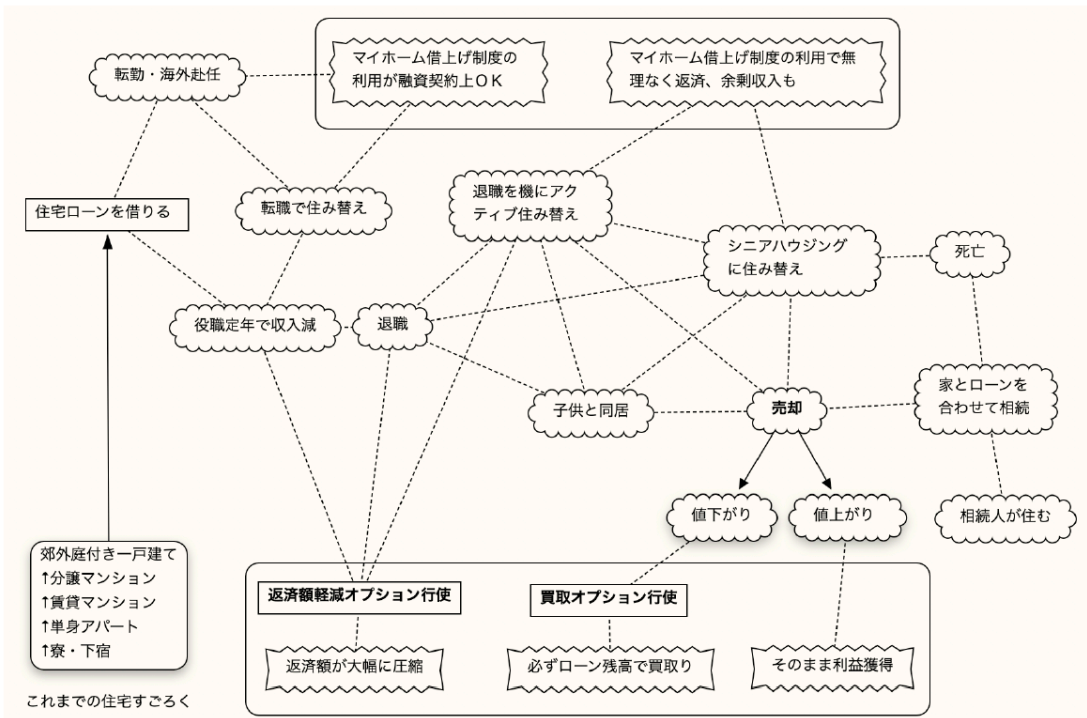 マイホーム借上げ制度の
利用が融資契約上ＯＫ
マイホーム借上げ制度の利用で無
理なく返済、余剰収入も
転勤・海外赴任
住宅ローンを借りる
転職で住み替え
退職を機にアク
ティブ住み替え
シニアハウジング
に住み替え
死亡
役職定年で収入減
退職
子供と同居
売却
家とローンを
合わせて相続
値下がり
値上がり
相続人が住む
郊外庭付き一戸建て
↑分譲マンション
↑賃貸マンション
↑単身アパート
↑寮・下宿
これまでの住宅すごろく
返済額軽減オプション行使
買取オプション行使
返済額が大幅に圧縮
必ずローン残高で買取り
そのまま利益獲得